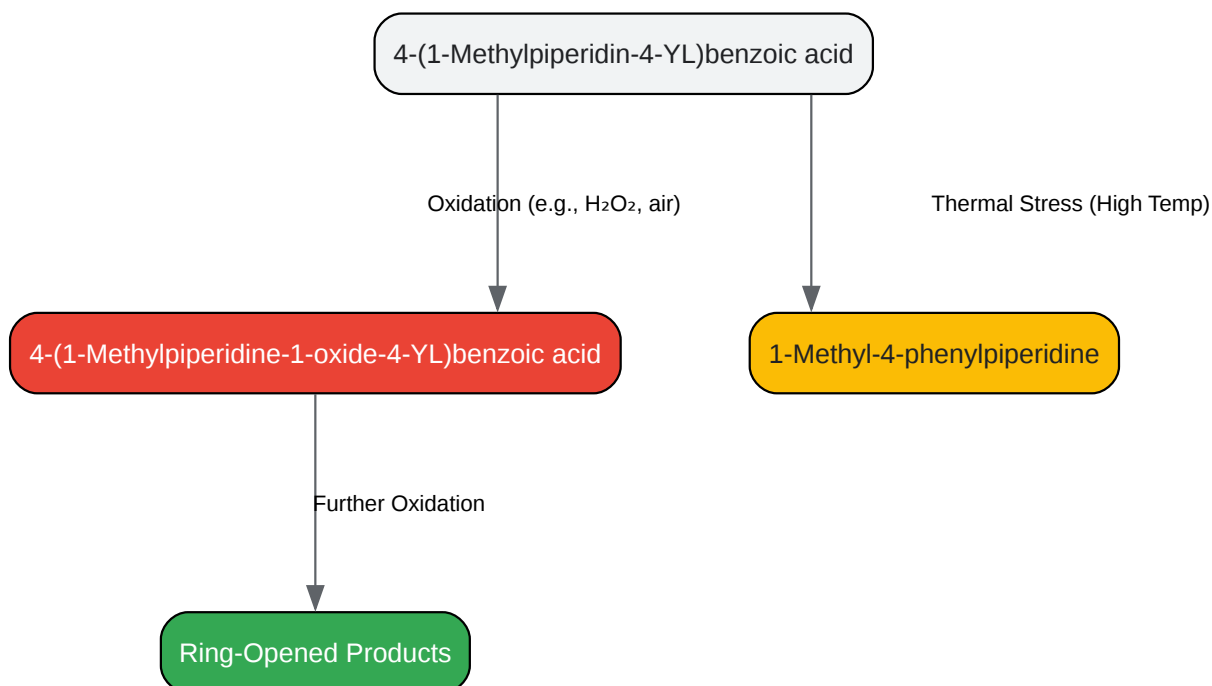 4-(1-Methylpiperidin-4-YL)benzoic acid
Oxidation (e.g., H₂O₂, air)
Thermal Stress (High Temp)
4-(1-Methylpiperidine-1-oxide-4-YL)benzoic acid
1-Methyl-4-phenylpiperidine
Further Oxidation
Ring-Opened Products